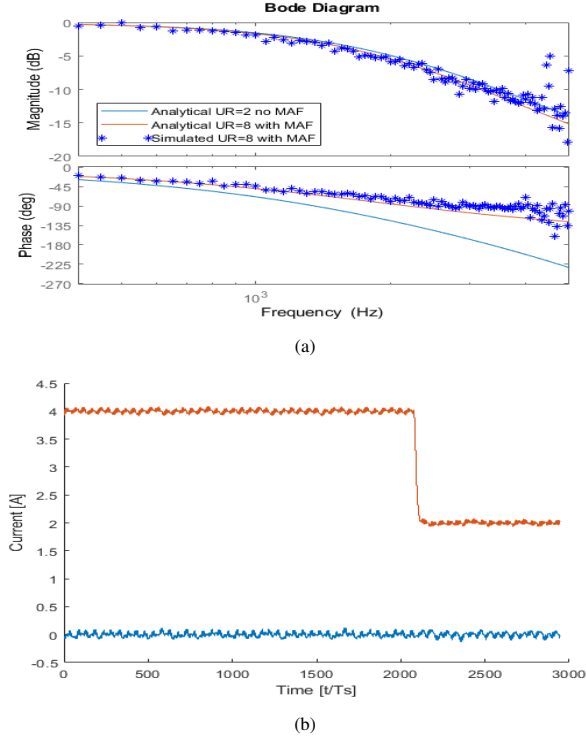 Bode Diagram
Magnitude (dB)
0
-5
-10
-15
-20
Analytical UR=2 no MAF
Analytical UR=8 with MAF
Simulated UR=8 with MAF
Phase (deg)
0
-45
-90
-135
-180
-225
-270
10³
Frequency (Hz)
(a)
Current [A]
4.5
4
3.5
3
2.5
2
1.5
1
0.5
0
-0.5
0 500 1000 1500 2000 2500 3000
Time [t/Ts]
(b)